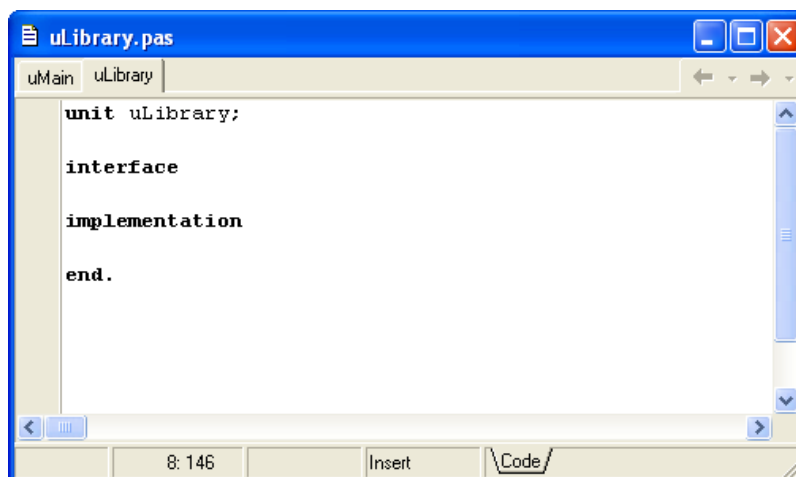 uLibrary.pas
uMain uLibrary
unit uLibrary;
interface
implementation
end.
8: 146 Insert \Code/